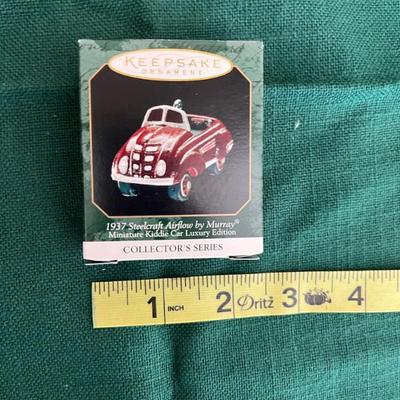 KEEPSAKE
ORNAMENT
1937 Steelcraft Airflow by Murray®
Miniature Kiddie Car Luxury Edition
COLLECTOR'S SERIES
1 INCH 2 Dritz 3 4